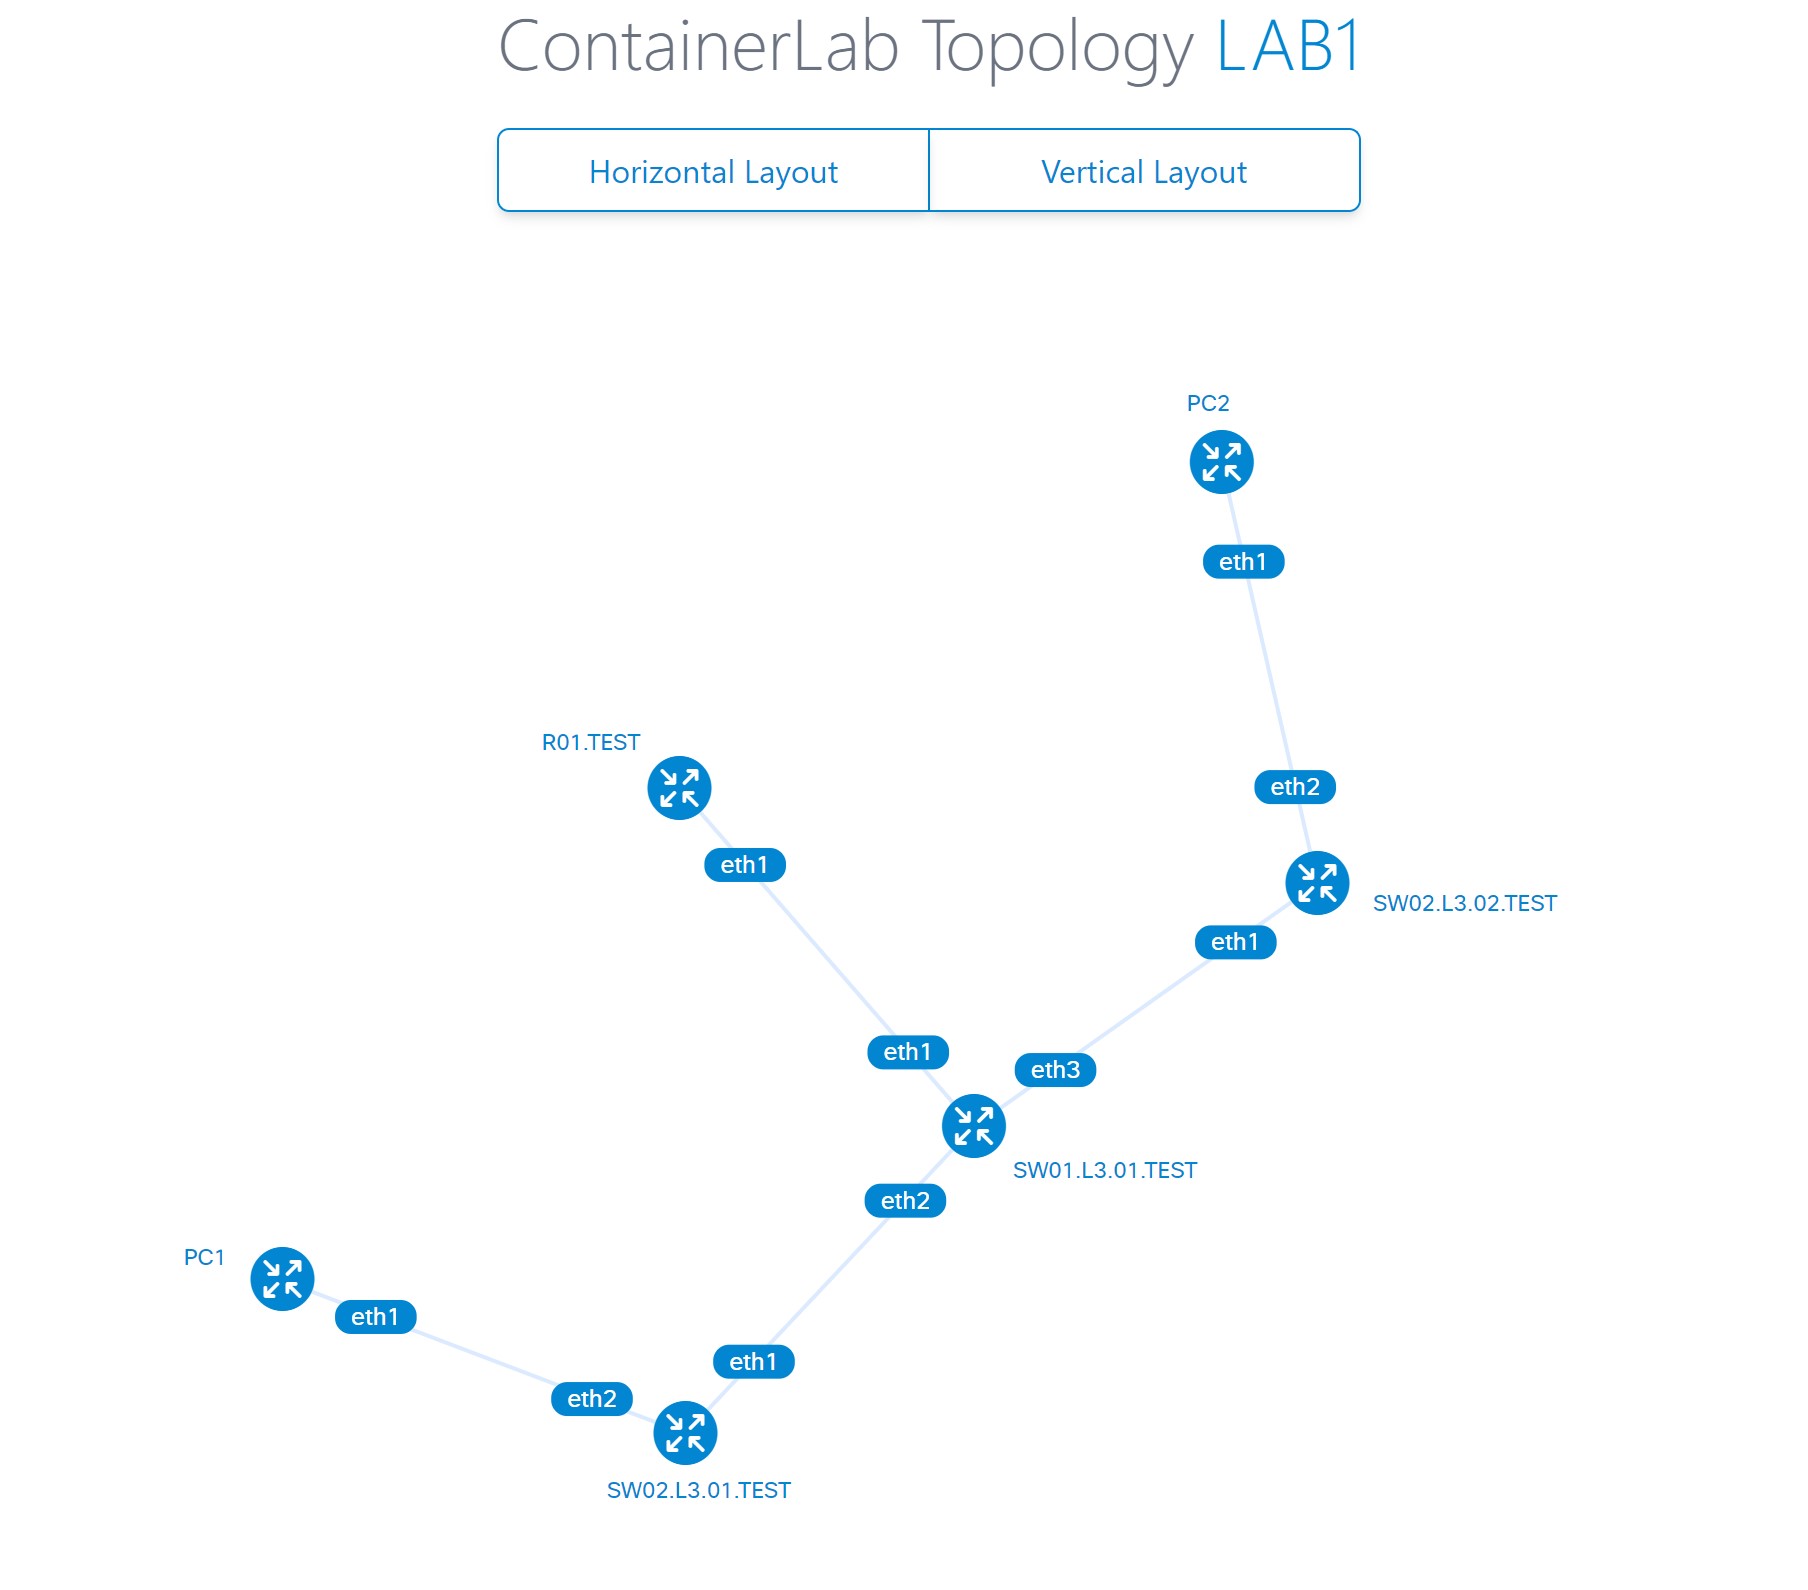 ContainerLab Topology LAB1
Horizontal Layout
Vertical Layout
PC2
eth1
R01.TEST
eth2
eth1
SW02.L3.02.TEST
eth1
eth1
eth3
SW01.L3.01.TEST
eth2
PC1
eth1
eth1
eth2
SW02.L3.01.TEST